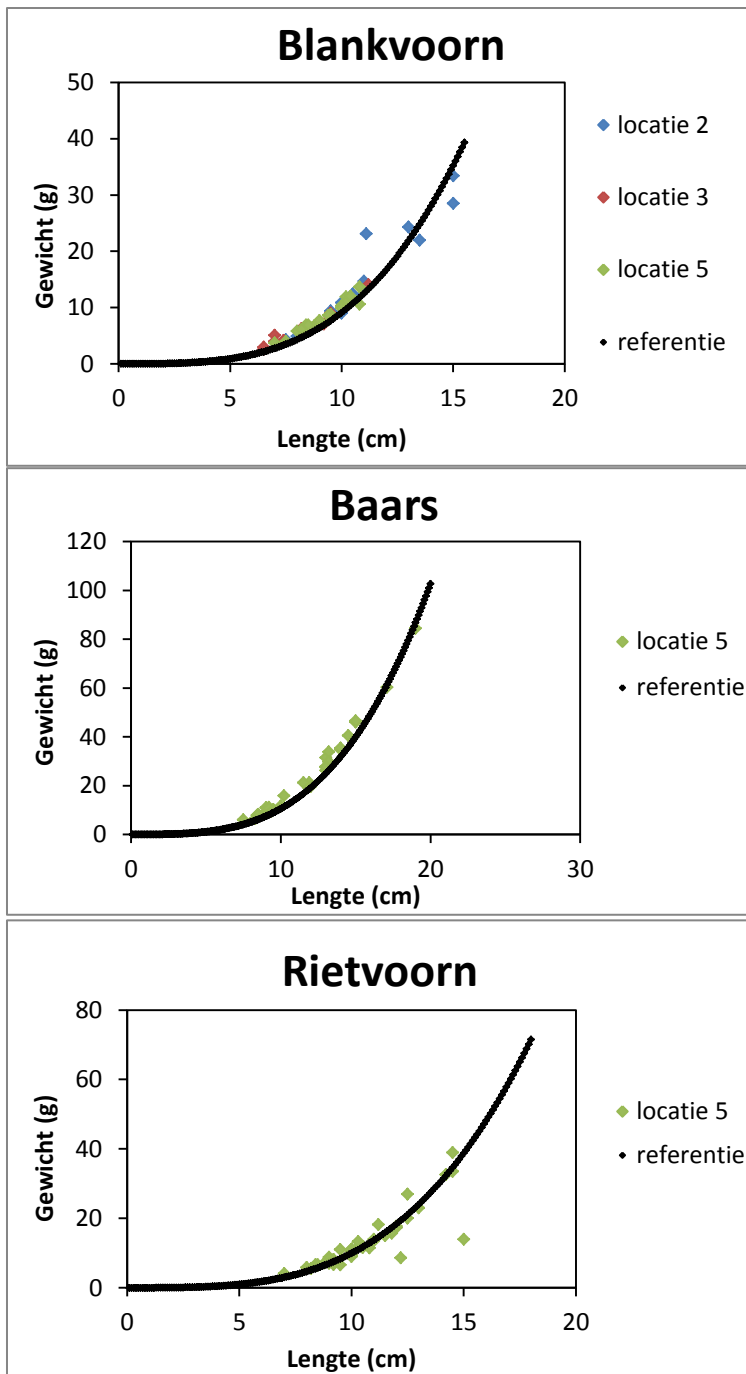 Blankvoorn
50
40
30
20
10
0
0 5 10 15 20
Gewicht (g)
Lengte (cm)
locatie 2
locatie 3
locatie 5
referentie
Baars
120
100
80
60
40
20
0
0 10 20 30
Gewicht (g)
Lengte (cm)
locatie 5
referentie
Rietvoorn
80
60
40
20
0
0 5 10 15 20
Gewicht (g)
Lengte (cm)
locatie 5
referentie